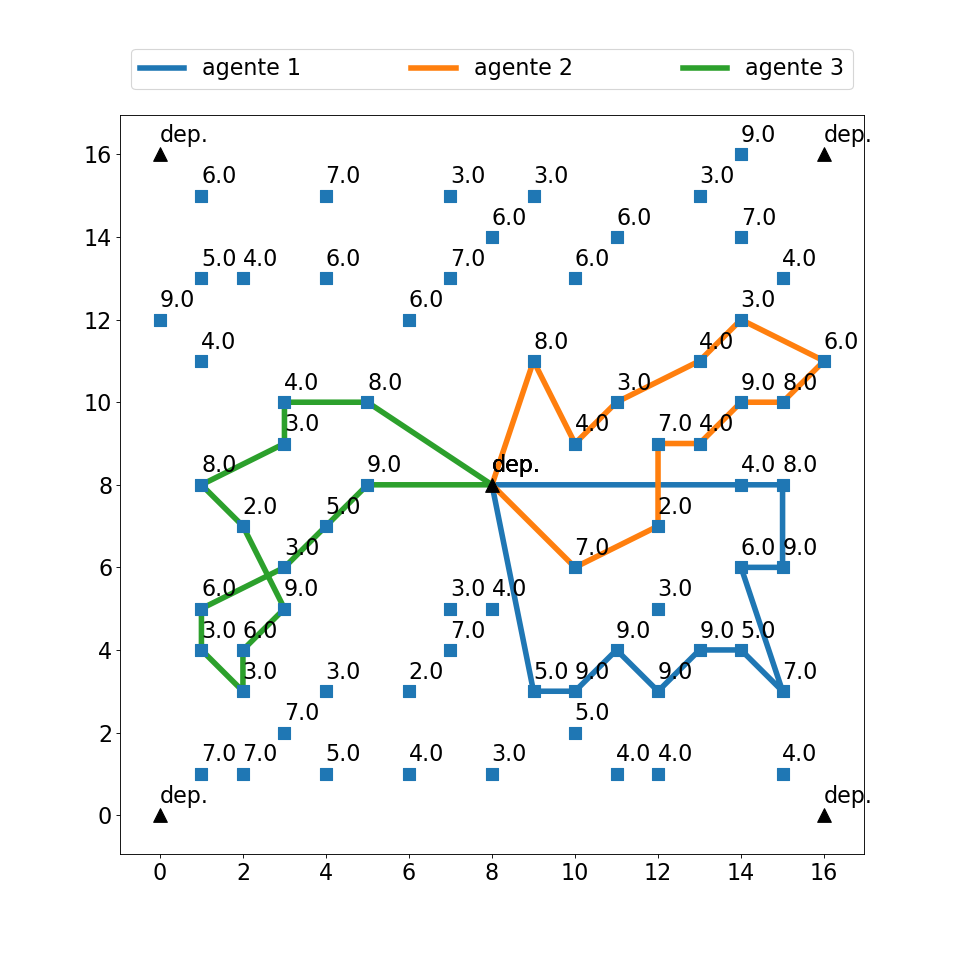 agente 1 agente 2 agente 3
dep. 9.0 dep.
16
6.0 7.0 3.0 3.0 3.0
6.0 6.0 7.0
14
5.0 4.0 6.0 7.0 6.0 4.0
9.0 6.0 3.0
12
4.0 8.0 4.0 6.0
4.0 8.0 3.0 9.0 8.0
10
3.0 4.0 7.0 4.0
8.0 9.0 dep. 4.0 8.0
8
2.0 5.0 2.0
3.0 7.0 6.0 9.0
6
6.0 9.0 3.0 4.0 3.0
3.0 6.0 7.0 9.0 9.0 5.0
4
3.0 3.0 2.0 5.0 9.0 9.0 7.0
7.0 5.0
2
7.0 7.0 5.0 4.0 3.0 4.0 4.0 4.0
dep. dep.
0
0 2 4 6 8 10 12 14 16